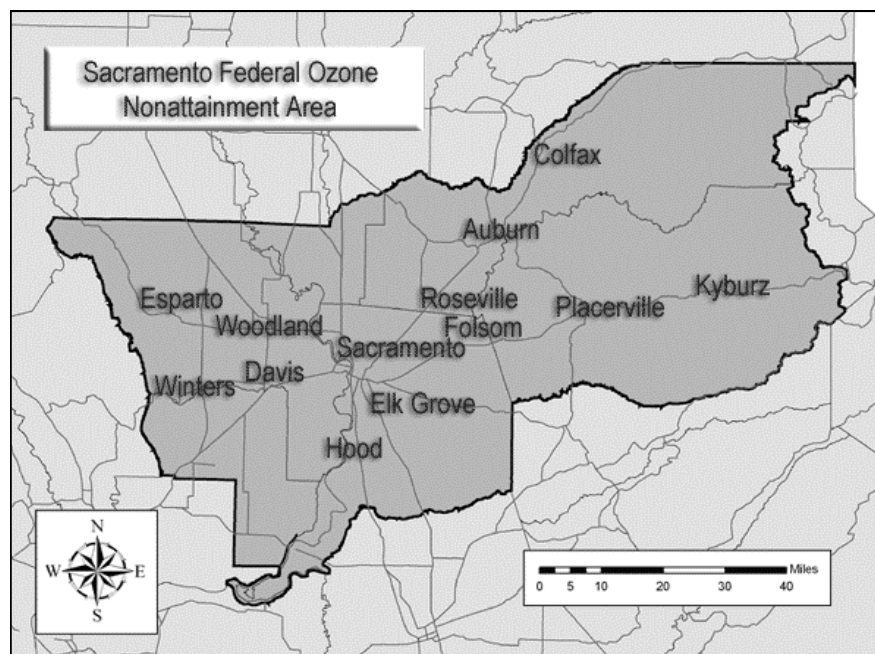 Sacramento Federal Ozone
Nonattainment Area
Colfax
Auburn
Kyburz
Esparto
Roseville
Placerville
Woodland
Folsom
Sacramento
Davis
Winters
Elk Grove
Hood
N
W E
S
Miles
0 5 10 20 30 40